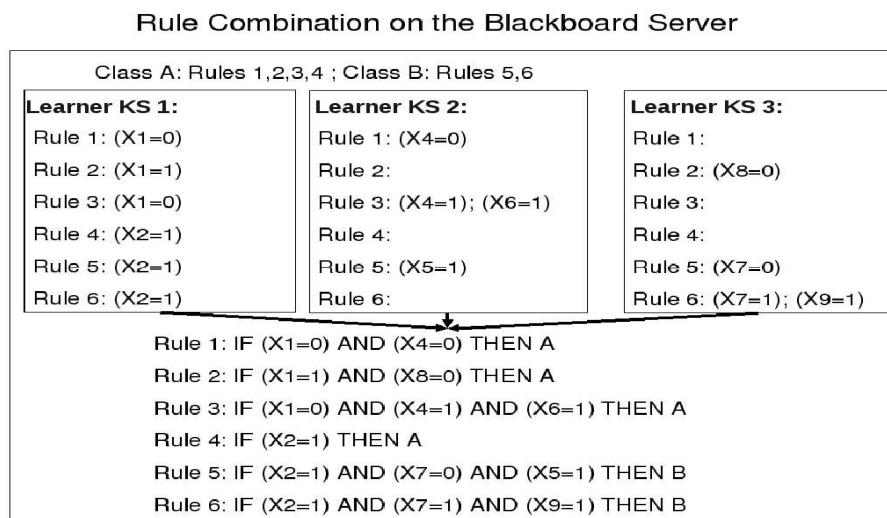 Rule Combination on the Blackboard Server
Class A: Rules 1,2,3,4 ; Class B: Rules 5,6
Learner KS 1:
Rule 1: (X1=0)
Rule 2: (X1=1)
Rule 3: (X1=0)
Rule 4: (X2=1)
Rule 5: (X2=1)
Rule 6: (X2=1)
Learner KS 2:
Rule 1: (X4=0)
Rule 2:
Rule 3: (X4=1); (X6=1)
Rule 4:
Rule 5: (X5=1)
Rule 6:
Learner KS 3:
Rule 1:
Rule 2: (X8=0)
Rule 3:
Rule 4:
Rule 5: (X7=0)
Rule 6: (X7=1); (X9=1)
Rule 1: IF (X1=0) AND (X4=0) THEN A
Rule 2: IF (X1=1) AND (X8=0) THEN A
Rule 3: IF (X1=0) AND (X4=1) AND (X6=1) THEN A
Rule 4: IF (X2=1) THEN A
Rule 5: IF (X2=1) AND (X7=0) AND (X5=1) THEN B
Rule 6: IF (X2=1) AND (X7=1) AND (X9=1) THEN B